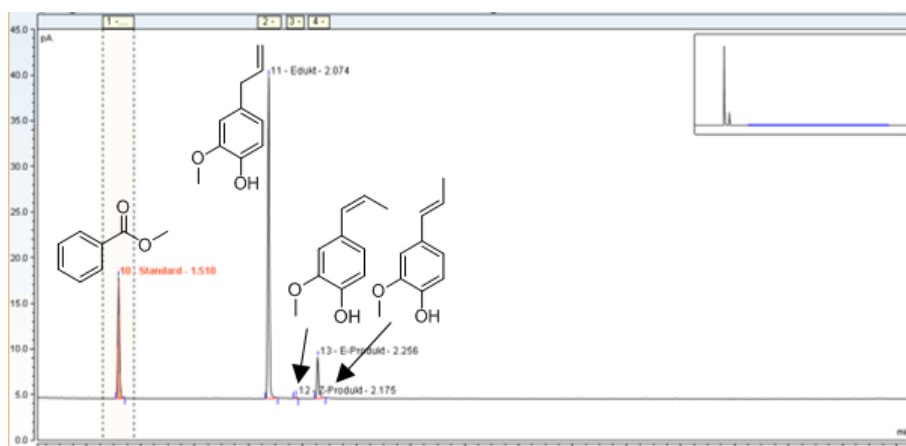 1 -...
2 -
3 -
4 -
45.0
pA
40.0
35.0
30.0
25.0
20.0
15.0
10.0
5.0
0.0
11 - Edukt - 2.074
OH
O
O
O
10 - Standard - 1.518
O
OH
O
OH
13 - E-Produkt - 2.256
12 - Z-Produkt - 2.175